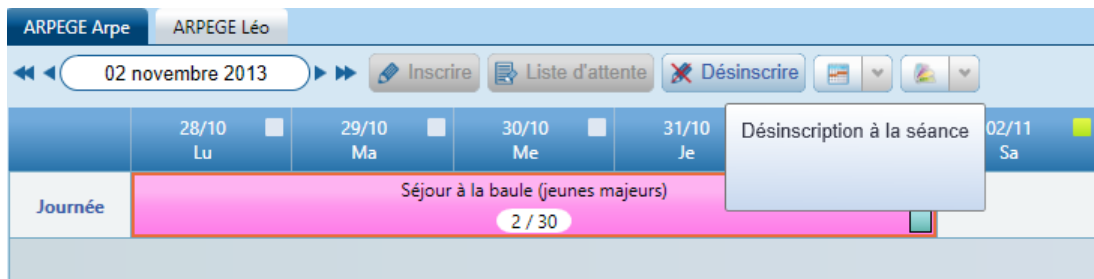 ARPEGE Arpe ARPEGE Léo
02 novembre 2013 Inscrire Liste d'attente Désinscrire
28/10 29/10 30/10 31/10 02/11
Lu Ma Me Je Sa
Désinscription à la séance
Journée Séjour à la baule (jeunes majeurs)
2 / 30